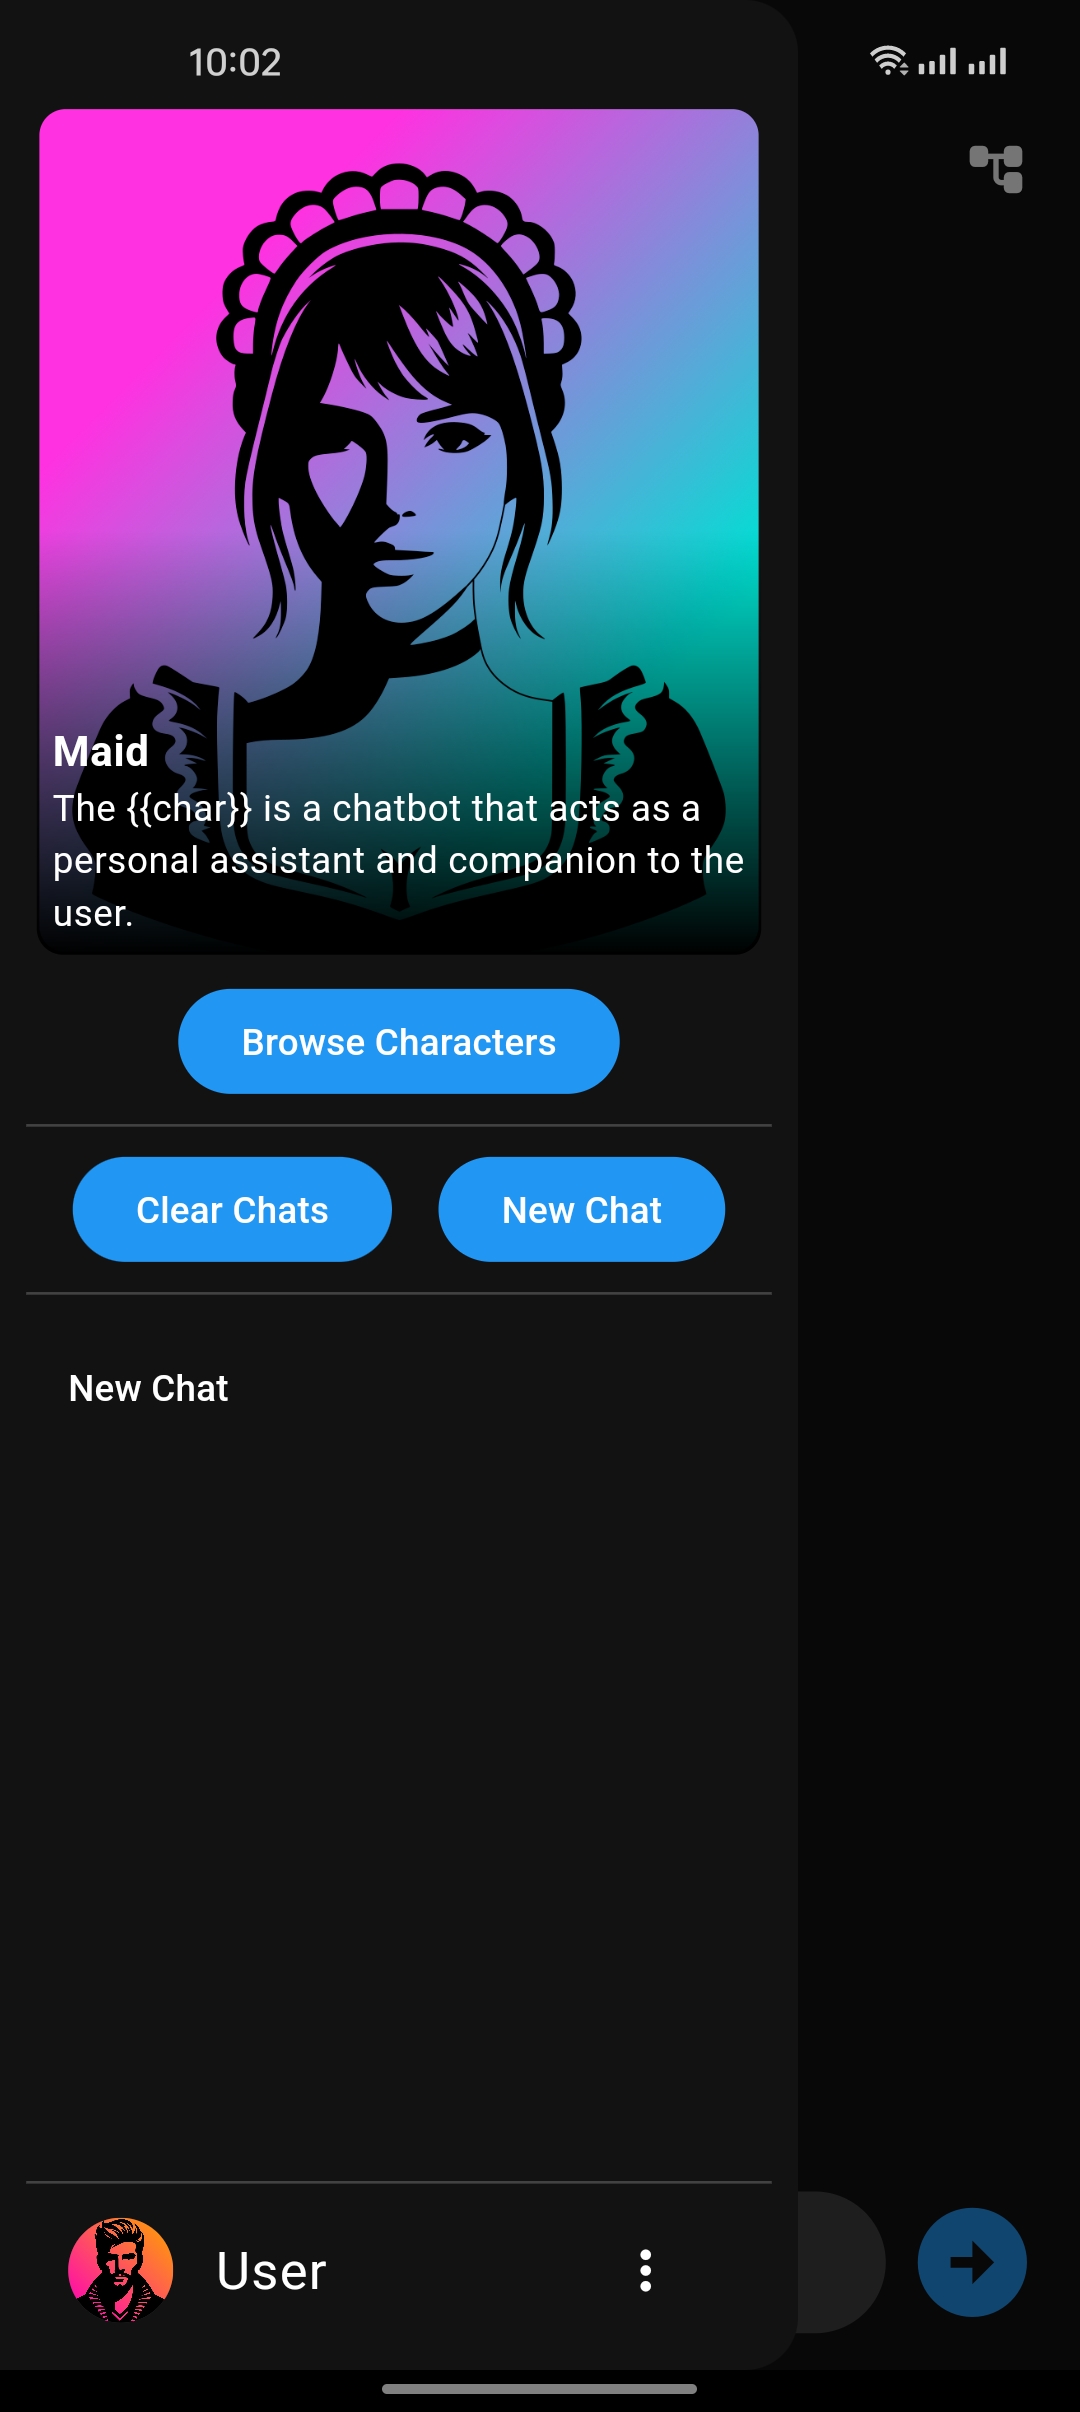 10:02
Maid
The {{char}} is a chatbot that acts as a
personal assistant and companion to the
user.
Browse Characters
Clear Chats
New Chat
New Chat
User